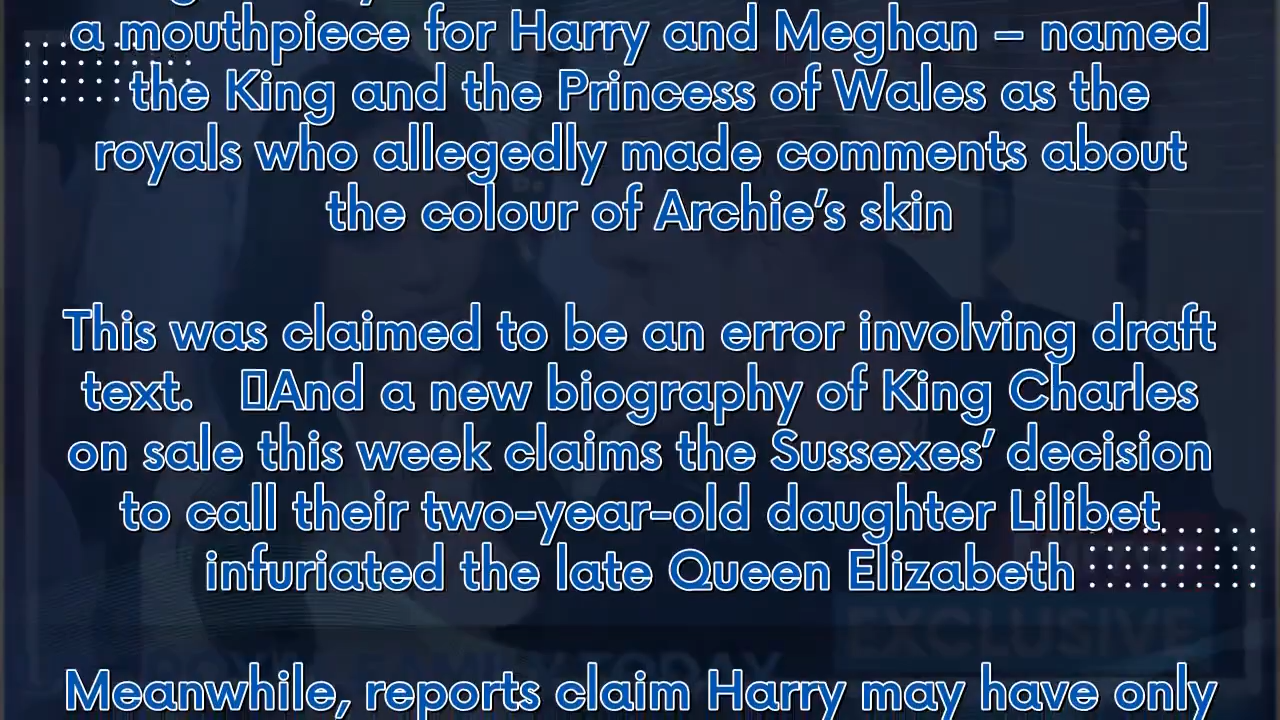 a mouthpiece for Harry and Meghan – named
the King and the Princess of Wales as the
royals who allegedly made comments about
the colour of Archie’s skin
This was claimed to be an error involving draft
text. And a new biography of King Charles
on sale this week claims the Sussexes’ decision
to call their two-year-old daughter Lilibet
infuriated the late Queen Elizabeth
EXCLUSIVE
FAMILY TODAY
Meanwhile, reports claim Harry may have only